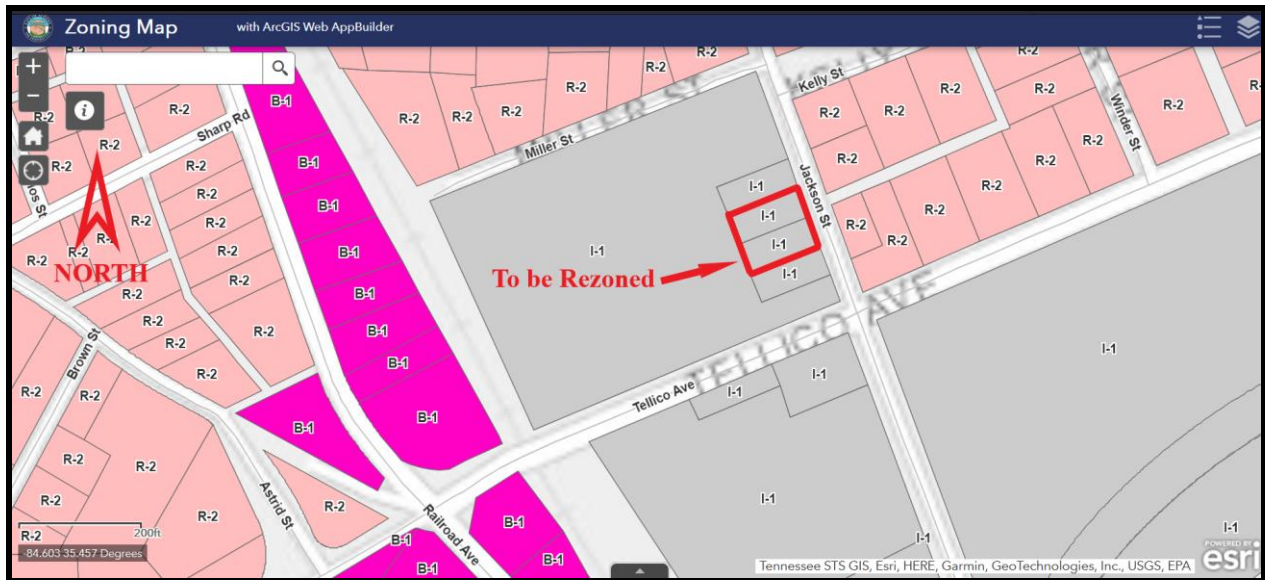 Zoning Map with ArcGIS Web AppBuilder
+
−
i
R-2
R-2
R-2
R-2
Sharp Rd
R-2
R-2
R-2
R-2
R-2
R-2
R-2
R-2
NORTH
R-2
R-2
R-2
R-2
R-2
R-2
R-2
Brown St
R-2
R-2
R-2
R-2
R-2
R-2
Astrid St
R-2
B-1
B-1
B-1
B-1
B-1
B-1
B-1
B-1
B-1
Railroad Ave
B-1
B-1
B-1
B-1
R-2
R-2
R-2
R-2
R-2
R-2
R-2
MILLER ST
Miller St
Kelly St
R-2
R-2
R-2
R-2
R-2
R-2
R-2
R-2
Winder St
R-2
R-2
R-2
R-2
R-2
Jackson St
I-1
I-1
I-1
I-1
I-1
To be Rezoned
TELLICO AVE
Tellico Ave
I-1
I-1
I-1
I-1
I-1
I-1
200ft
-84.603 35.457 Degrees
Tennessee STS GIS, Esri, HERE, Garmin, GeoTechnologies, Inc., USGS, EPA
POWERED BY
esri